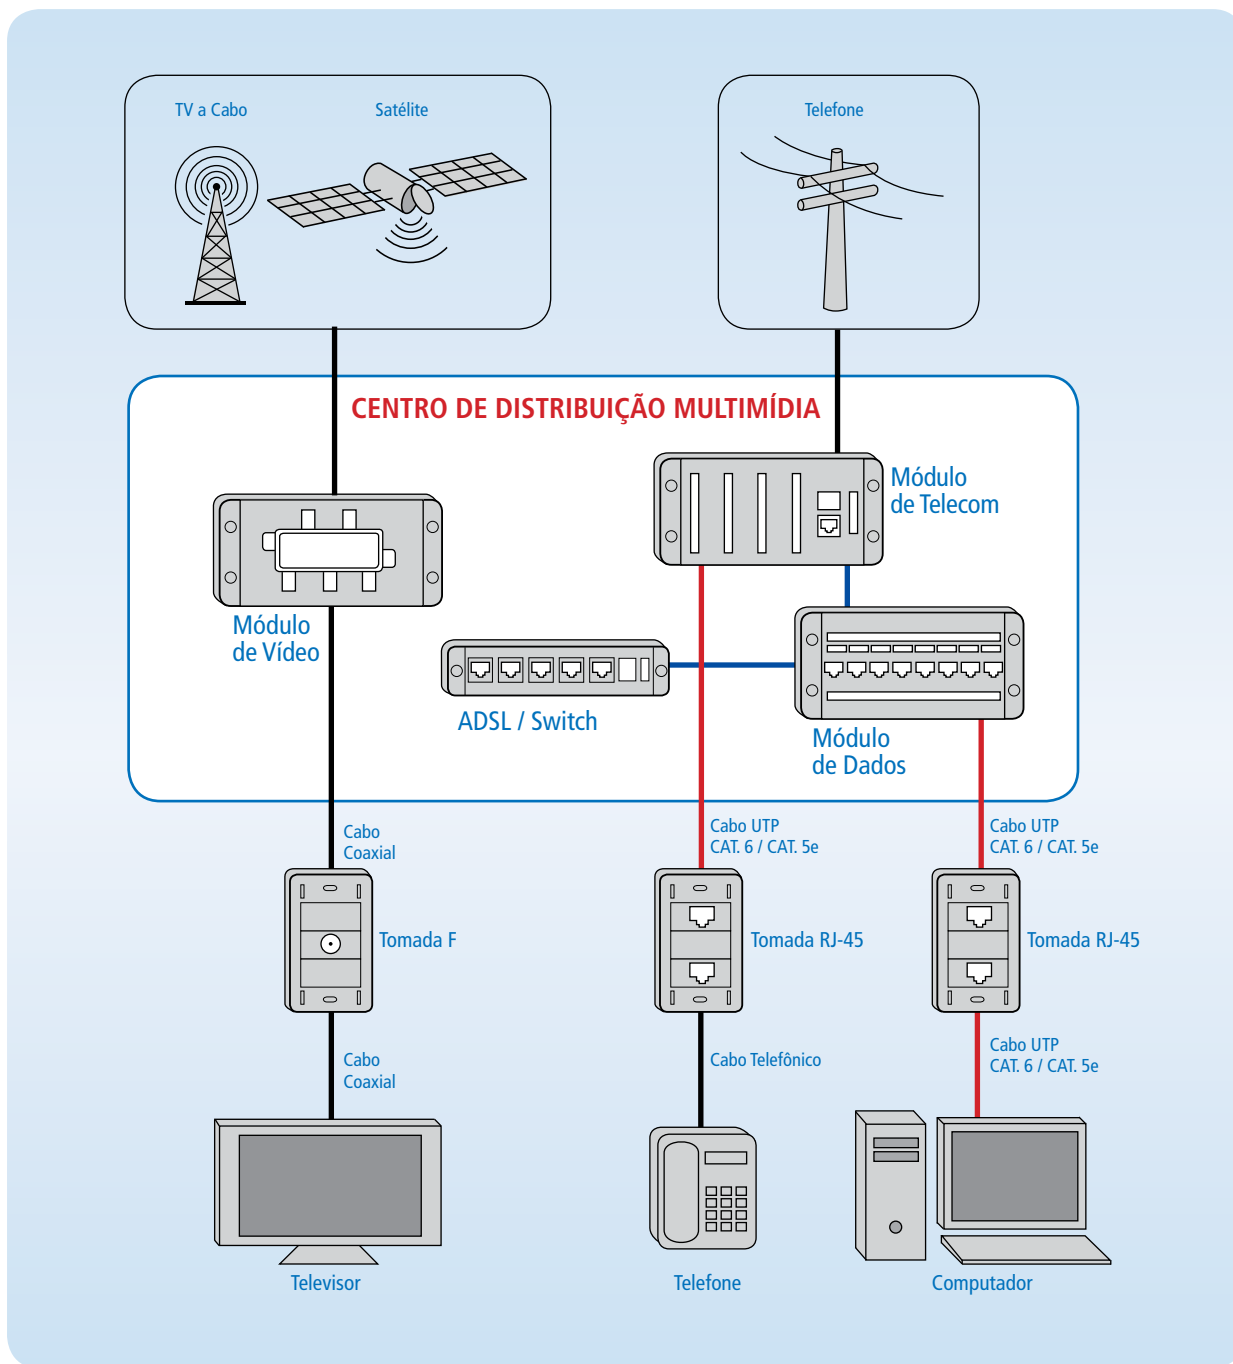 TV a Cabo
Satélite
Telefone
CENTRO DE DISTRIBUIÇÃO MULTIMÍDIA
Módulo
de Telecom
Módulo
de Vídeo
ADSL / Switch
Módulo
de Dados
Cabo
Coaxial
Cabo UTP
CAT. 6 / CAT. 5e
Cabo UTP
CAT. 6 / CAT. 5e
Tomada F
Tomada RJ-45
Tomada RJ-45
Cabo
Coaxial
Cabo Telefônico
Cabo UTP
CAT. 6 / CAT. 5e
Televisor
Telefone
Computador